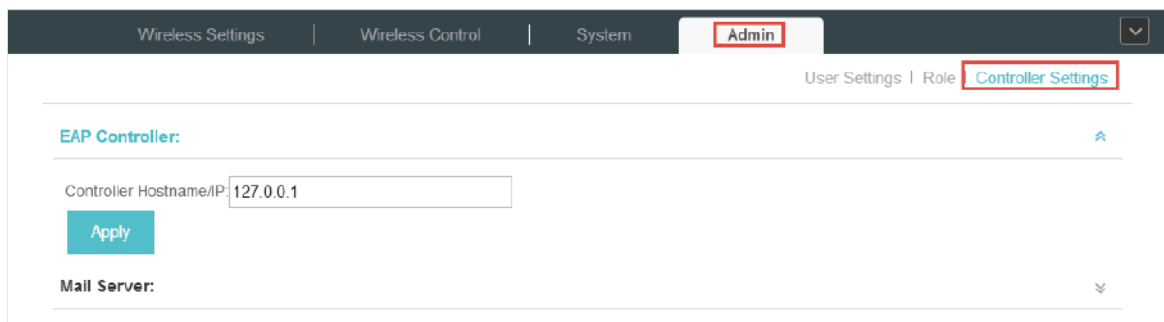 Wireless Settings | Wireless Control | System Admin
User Settings | Role | Controller Settings
EAP Controller:
Controller Hostname/IP: 127.0.0.1
Apply
Mail Server: